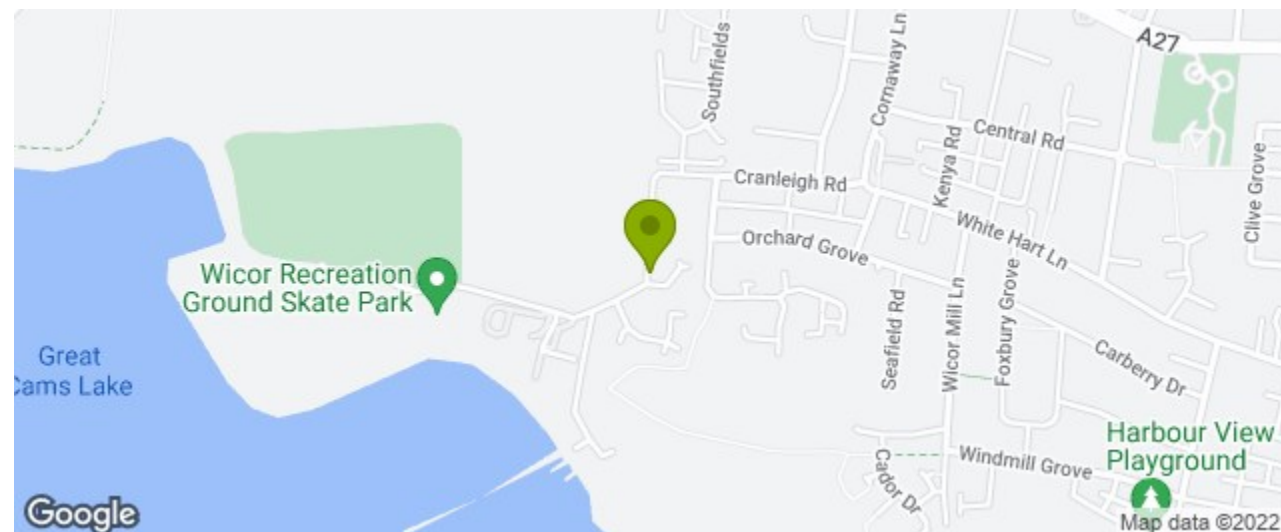 A27
Southfields
Cornaway Ln
Central Rd
Kenya Rd
Cranleigh Rd
Clive Grove
White Hart Ln
Orchard Grove
Wicor Recreation
Ground Skate Park
Seafield Rd
Wicor Mill Ln
Foxbury Grove
Great
Cams Lake
Carberry Dr
Harbour View
Playground
Windmill Grove
Cador Dr
Google
Map data ©2022